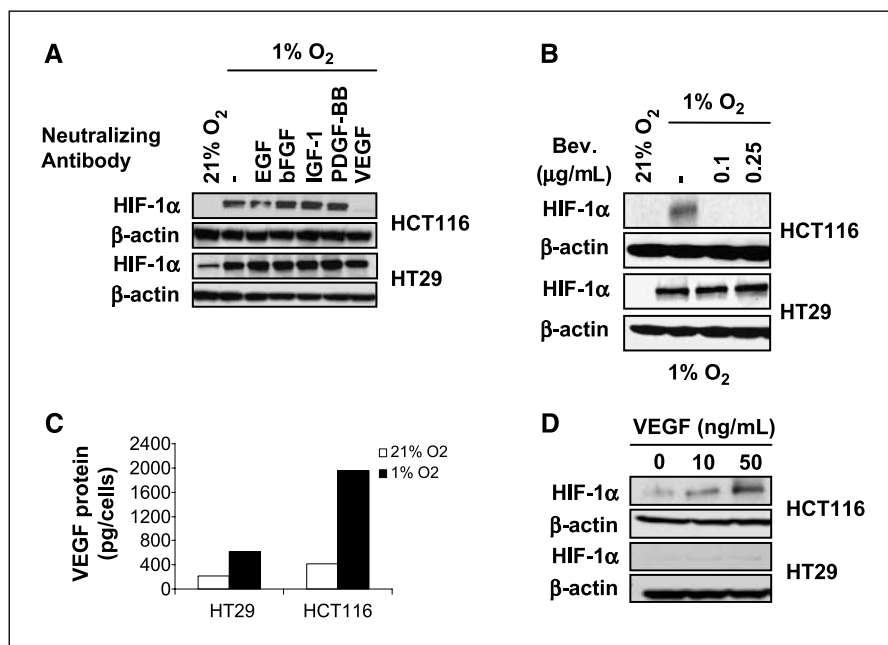 A
1% O2
Neutralizing
Antibody
21% O2
-
EGF
bFGF
IGF-1
PDGF-BB
VEGF
HIF-1α
β-actin
HCT116
HIF-1α
β-actin
HT29
B
1% O2
Bev.
(μg/mL)
21% O2
-
0.1
0.25
HIF-1α
β-actin
HCT116
HIF-1α
β-actin
HT29
1% O2
C
VEGF protein
(pg/cells)
2400
2000
1600
1200
800
400
0
HT29
HCT116
21% O2
1% O2
D
VEGF (ng/mL)
0 10 50
HIF-1α
β-actin
HCT116
HIF-1α
β-actin
HT29